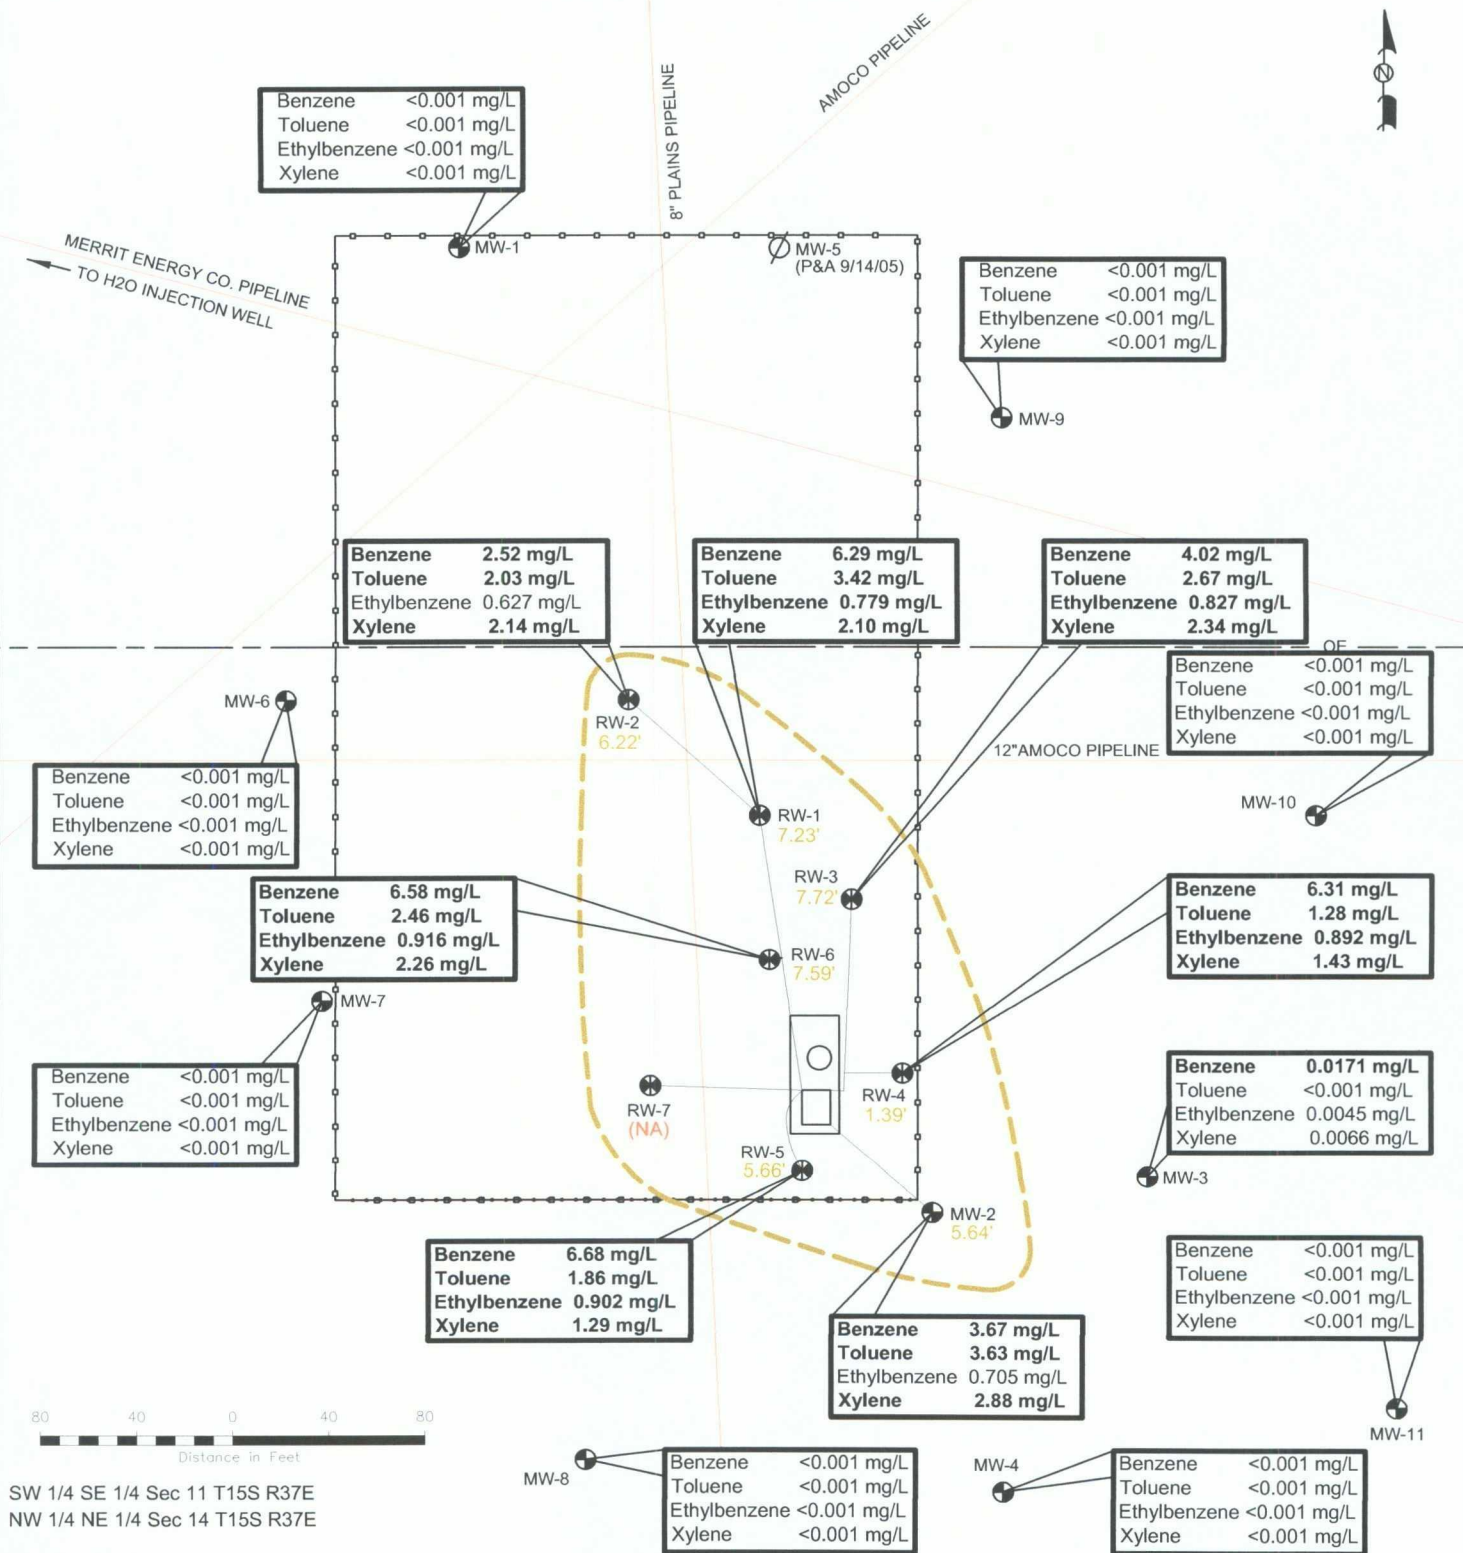 AMOCO PIPELINE
8" PLAINS PIPELINE
N
Benzene <0.001 mg/L
Toluene <0.001 mg/L
Ethylbenzene <0.001 mg/L
Xylene <0.001 mg/L
MW-1
MW-5
(P&A 9/14/05)
MERRIT ENERGY CO. PIPELINE
TO H2O INJECTION WELL
Benzene <0.001 mg/L
Toluene <0.001 mg/L
Ethylbenzene <0.001 mg/L
Xylene <0.001 mg/L
MW-9
Benzene 2.52 mg/L
Toluene 2.03 mg/L
Ethylbenzene 0.627 mg/L
Xylene 2.14 mg/L
Benzene 6.29 mg/L
Toluene 3.42 mg/L
Ethylbenzene 0.779 mg/L
Xylene 2.10 mg/L
Benzene 4.02 mg/L
Toluene 2.67 mg/L
Ethylbenzene 0.827 mg/L
Xylene 2.34 mg/L
OE
Benzene <0.001 mg/L
Toluene <0.001 mg/L
Ethylbenzene <0.001 mg/L
Xylene <0.001 mg/L
MW-6
RW-2
6.22'
12"AMOCO PIPELINE
Benzene <0.001 mg/L
Toluene <0.001 mg/L
Ethylbenzene <0.001 mg/L
Xylene <0.001 mg/L
MW-10
RW-1
7.23'
RW-3
7.72'
Benzene 6.58 mg/L
Toluene 2.46 mg/L
Ethylbenzene 0.916 mg/L
Xylene 2.26 mg/L
Benzene 6.31 mg/L
Toluene 1.28 mg/L
Ethylbenzene 0.892 mg/L
Xylene 1.43 mg/L
RW-6
7.59'
MW-7
Benzene <0.001 mg/L
Toluene <0.001 mg/L
Ethylbenzene <0.001 mg/L
Xylene <0.001 mg/L
Benzene 0.0171 mg/L
Toluene <0.001 mg/L
Ethylbenzene 0.0045 mg/L
Xylene 0.0066 mg/L
RW-7
(NA)
RW-4
1.39'
RW-5
5.66'
MW-3
MW-2
5.64'
Benzene 6.68 mg/L
Toluene 1.86 mg/L
Ethylbenzene 0.902 mg/L
Xylene 1.29 mg/L
Benzene <0.001 mg/L
Toluene <0.001 mg/L
Ethylbenzene <0.001 mg/L
Xylene <0.001 mg/L
Benzene 3.67 mg/L
Toluene 3.63 mg/L
Ethylbenzene 0.705 mg/L
Xylene 2.88 mg/L
MW-11
80 40 0 40 80
Distance in Feet
MW-8
Benzene <0.001 mg/L
Toluene <0.001 mg/L
Ethylbenzene <0.001 mg/L
Xylene <0.001 mg/L
MW-4
Benzene <0.001 mg/L
Toluene <0.001 mg/L
Ethylbenzene <0.001 mg/L
Xylene <0.001 mg/L
SW 1/4 SE 1/4 Sec 11 T15S R37E
NW 1/4 NE 1/4 Sec 14 T15S R37E